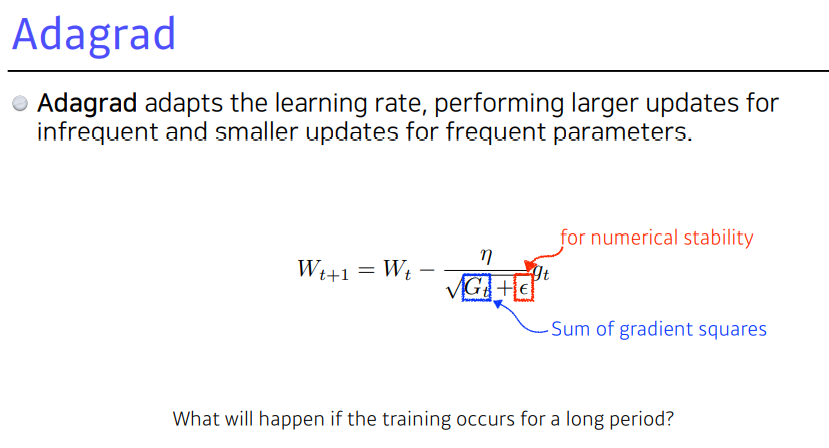 Adagrad
Adagrad adapts the learning rate, performing larger updates for
infrequent and smaller updates for frequent parameters.
for numerical stability
W_{t+1} = W_t − \frac{η}{\sqrt{G_t + ϵ}} g_t
Sum of gradient squares
What will happen if the training occurs for a long period?